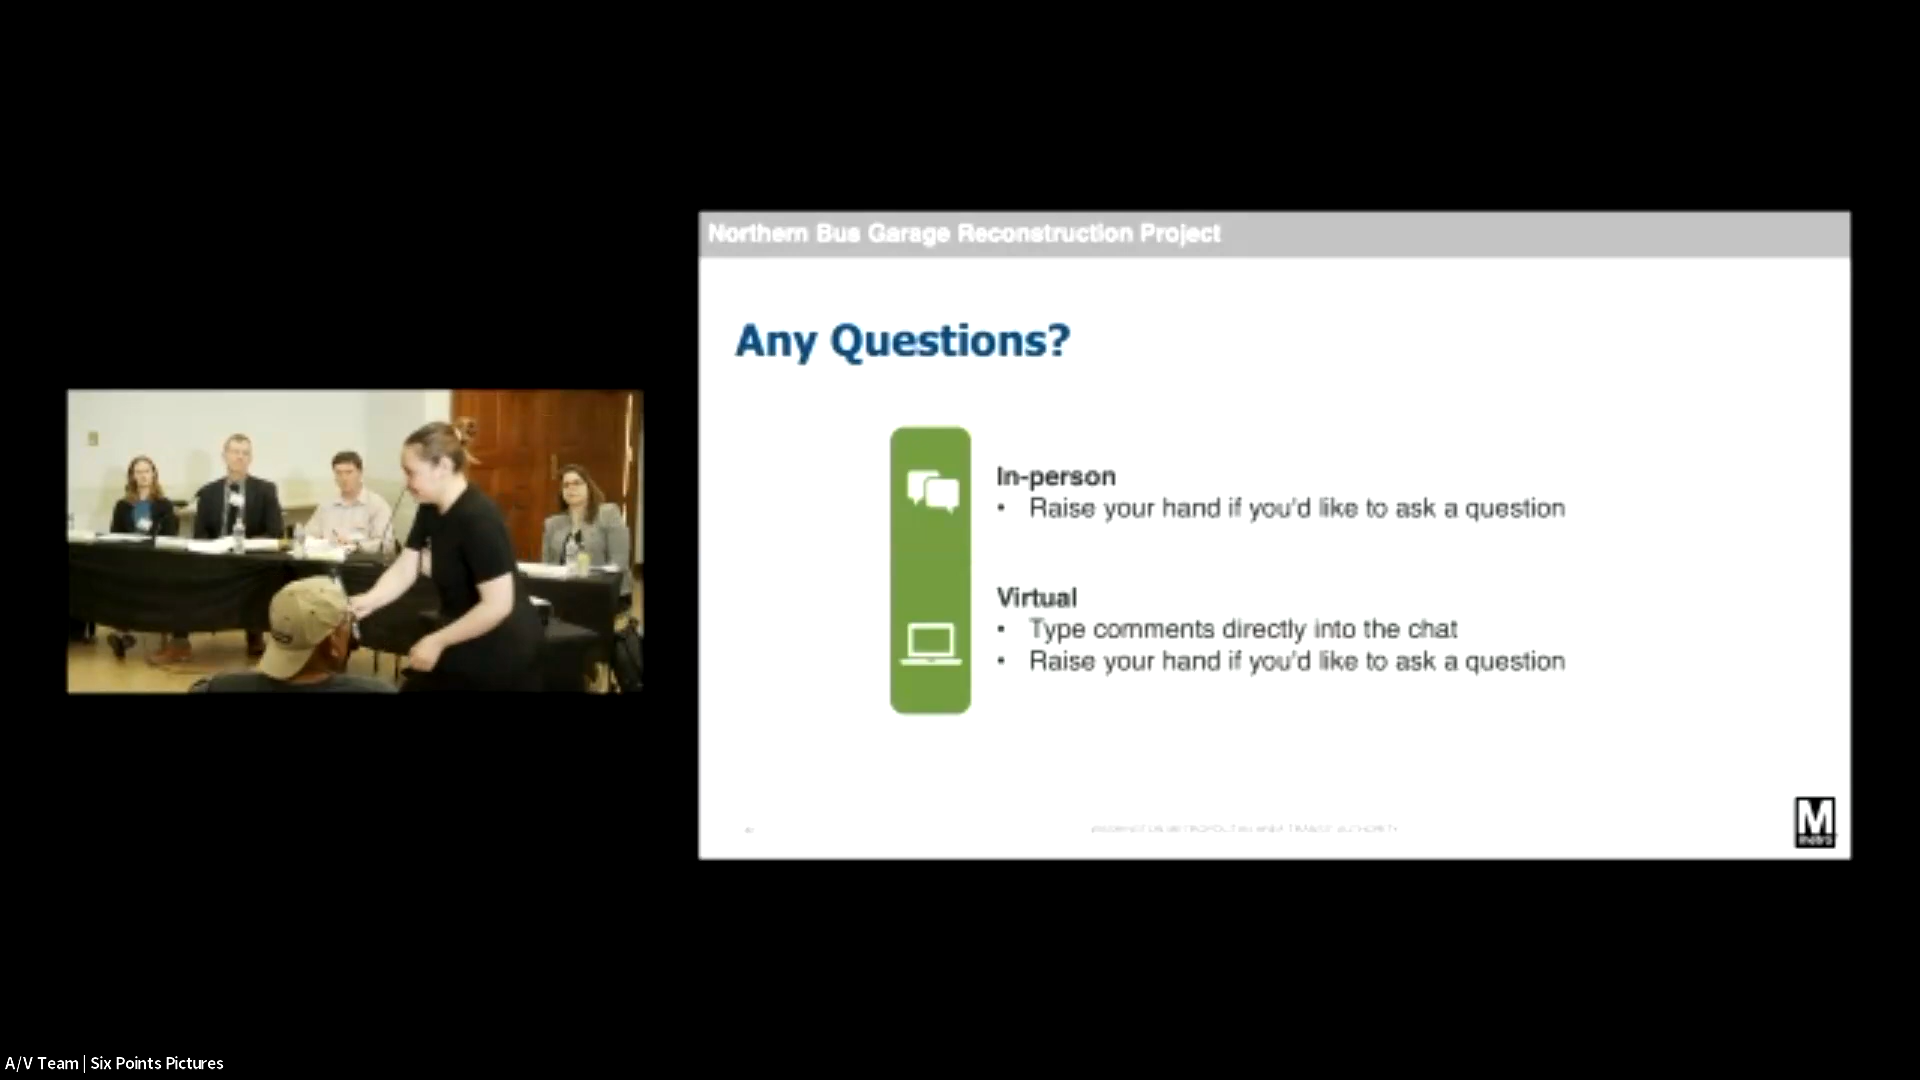 Northern Bus Garage Reconstruction Project
Any Questions?
In-person
• Raise your hand if you'd like to ask a question
Virtual
• Type comments directly into the chat
• Raise your hand if you'd like to ask a question
M
metro
A/V Team | Six Points Pictures